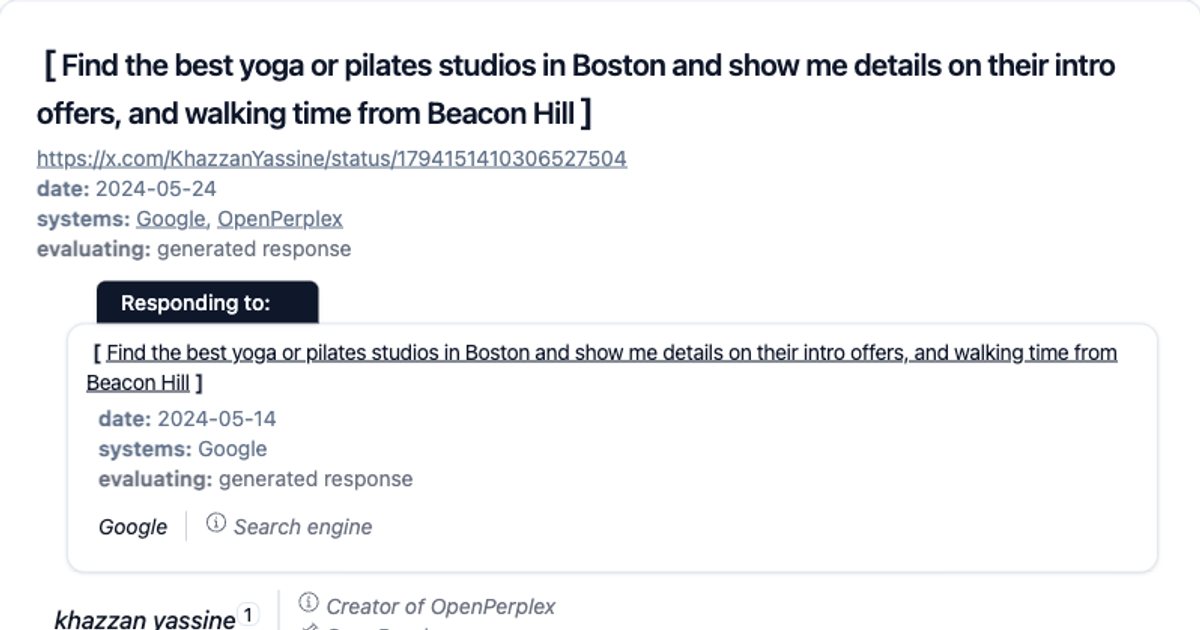 [ Find the best yoga or pilates studios in Boston and show me details on their intro
offers, and walking time from Beacon Hill ]
https://x.com/KhazzanYassine/status/1794151410306527504
date: 2024-05-24
systems: Google, OpenPerplex
evaluating: generated response
Responding to:
[ Find the best yoga or pilates studios in Boston and show me details on their intro offers, and walking time from
Beacon Hill ]
date: 2024-05-14
systems: Google
evaluating: generated response
Google Search engine
khazzan yassine 1 Creator of OpenPerplex